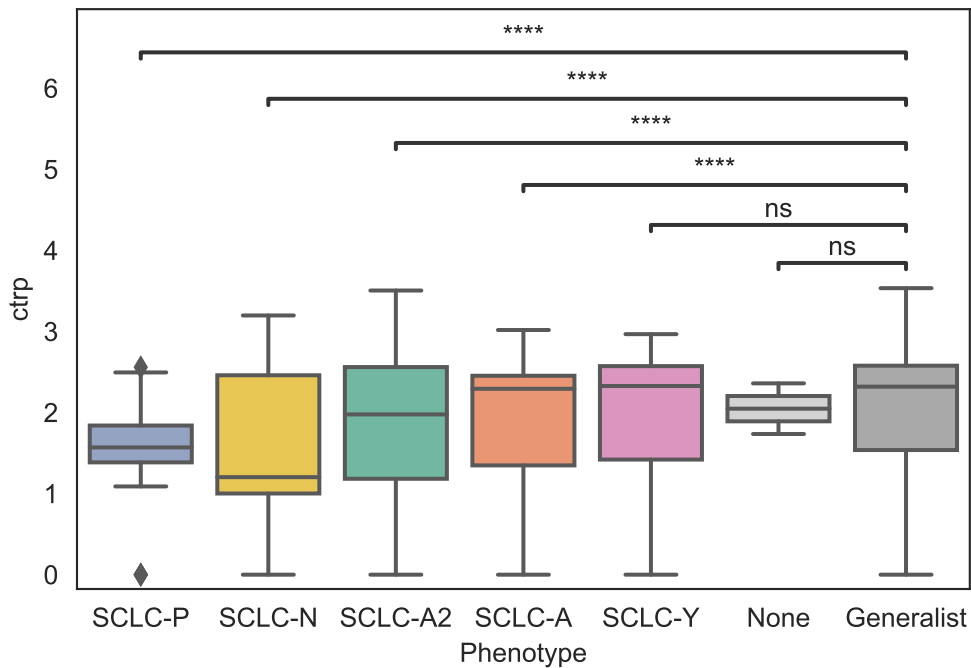 ****
****
****
****
ns
ns
6
5
4
3
2
1
0
ctrp
SCLC-P SCLC-N SCLC-A2 SCLC-A SCLC-Y None Generalist
Phenotype